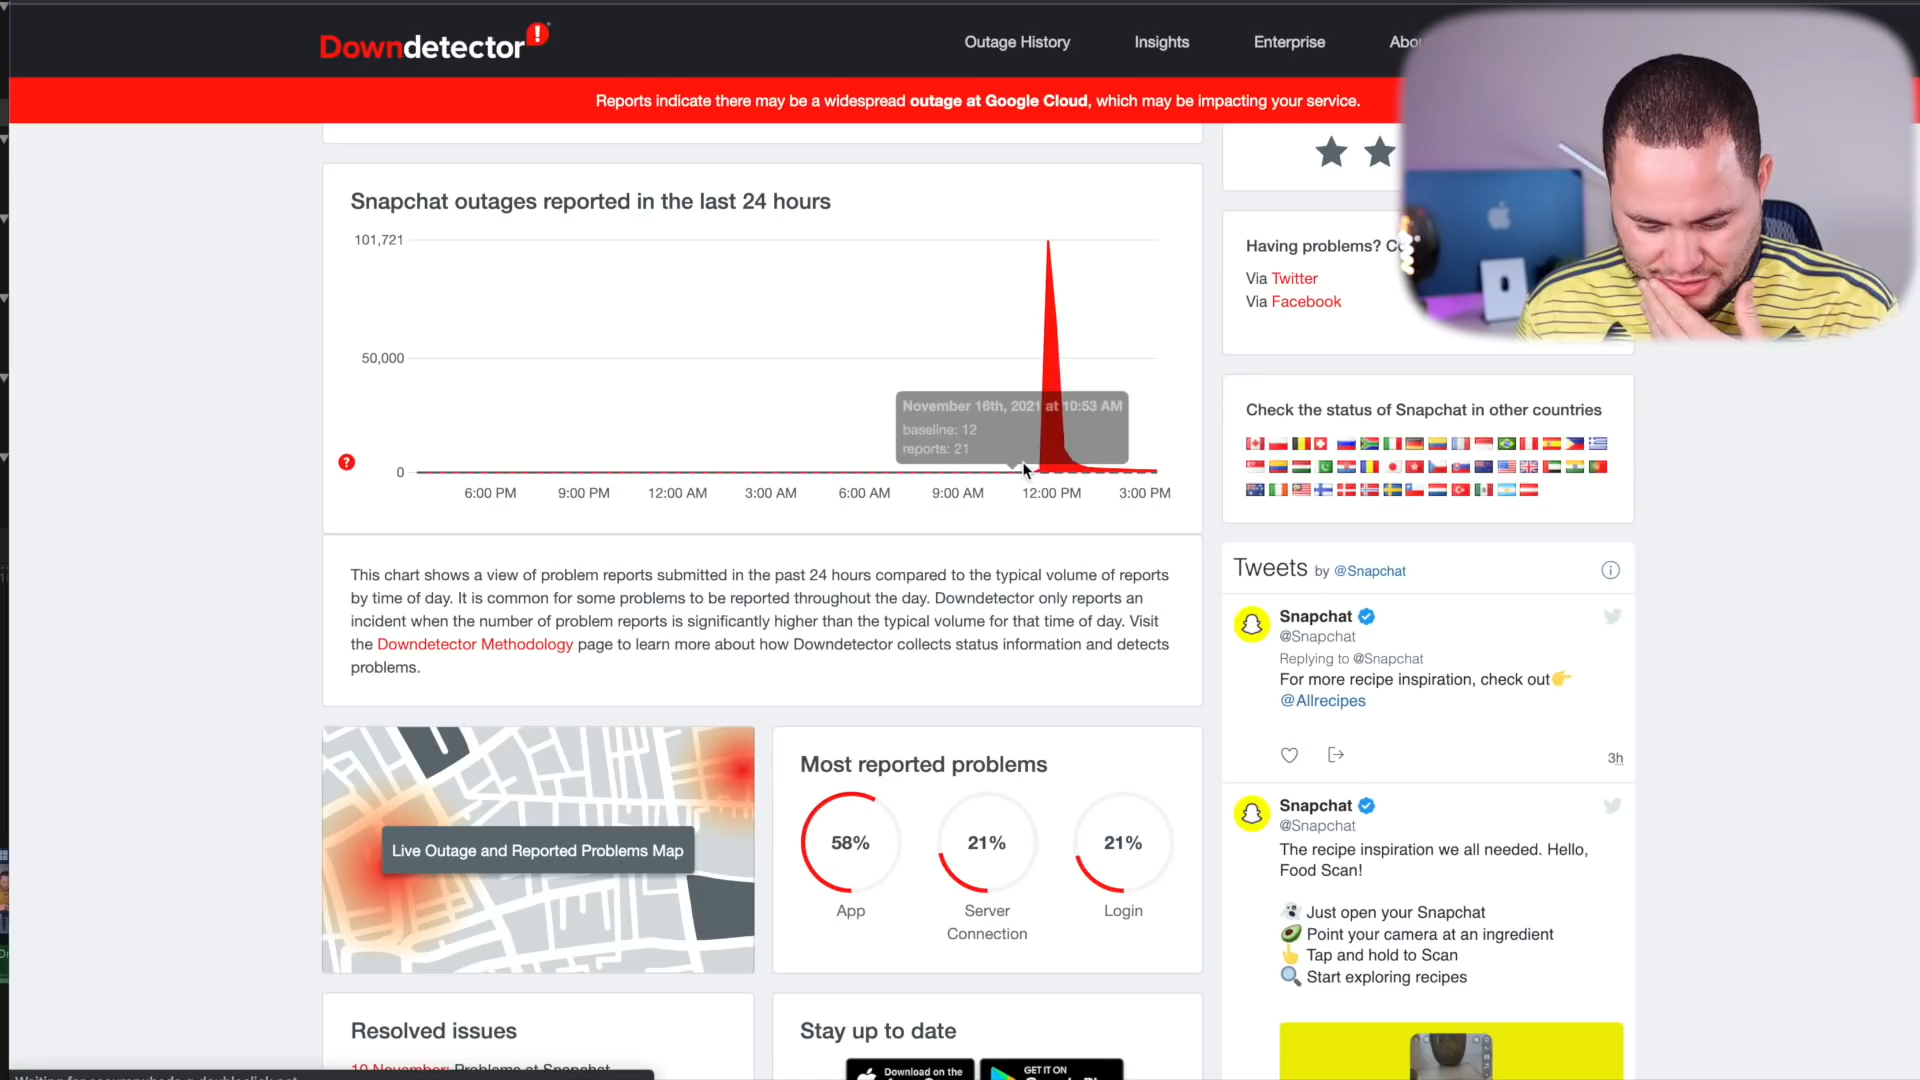 Downdetector
Outage History
Insights
Enterprise
Reports indicate there may be a widespread outage at Google Cloud, which may be impacting your service.
Snapchat outages reported in the last 24 hours
101,721
50,000
0
November 16th, 2021 at 10:53 AM
baseline: 12
reports: 21
6:00 PM
9:00 PM
12:00 AM
3:00 AM
6:00 AM
9:00 AM
12:00 PM
3:00 PM
This chart shows a view of problem reports submitted in the past 24 hours compared to the typical volume of reports
by time of day. It is common for some problems to be reported throughout the day. Downdetector only reports an
incident when the number of problem reports is significantly higher than the typical volume for that time of day. Visit
the Downdetector Methodology page to learn more about how Downdetector collects status information and detects
problems.
Live Outage and Reported Problems Map
Most reported problems
58%
21%
21%
App
Server
Connection
Login
Resolved issues
Problems at Snapchat
Stay up to date
Download on the
GET IT ON
Having problems?
Via Twitter
Via Facebook
Check the status of Snapchat in other countries
Tweets by @Snapchat
Snapchat
@Snapchat
Replying to @Snapchat
For more recipe inspiration, check out👉
@Allrecipes
3h
Snapchat
@Snapchat
The recipe inspiration we all needed. Hello,
Food Scan!
👻 Just open your Snapchat
🥑 Point your camera at an ingredient
👆 Tap and hold to Scan
🔍 Start exploring recipes